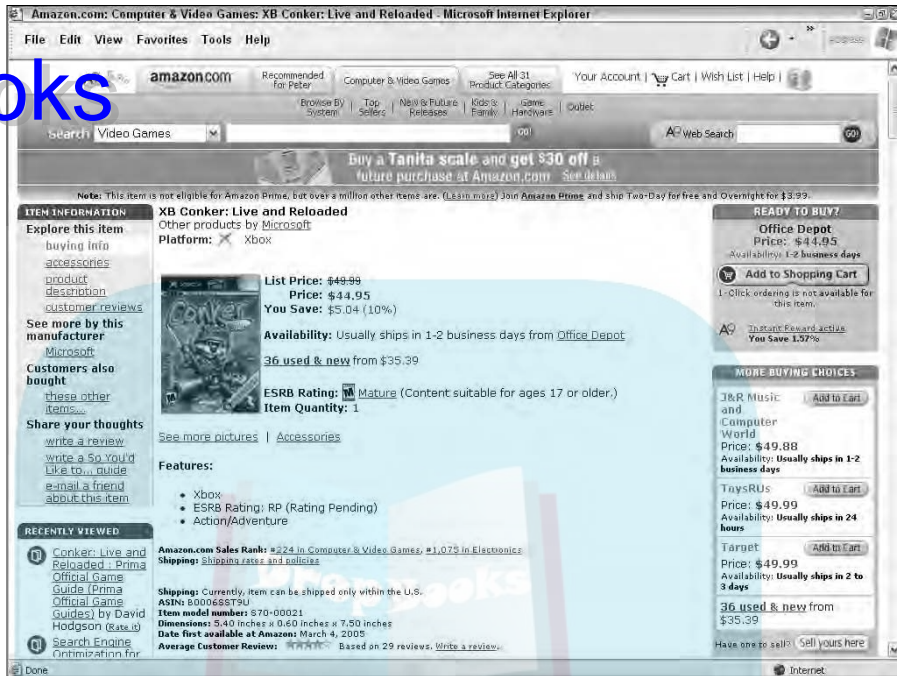 Amazon.com: Computer & Video Games: XB Conker: Live and Reloaded - Microsoft Internet Explorer
File Edit View Favorites Tools Help
oks
amazon.com
Recommended for Peter
Computer & Video Games
See All 31 Product Categories
Your Account | Cart | Wish List | Help |
Browse By System | Top Sellers | New & Future Releases | Kids & Family | Game Hardware | Outlet
Search Video Games GO!
A9 Web Search GO!
Buy a Tanita scale and get $30 off a
future purchase at Amazon.com See details
Note: This item is not eligible for Amazon Prime, but over a million other items are. (Learn more) Join Amazon Prime and ship Two-Day for free and Overnight for $3.99.
ITEM INFORMATION
Explore this item
buying info
accessories
product
description
customer reviews
See more by this
manufacturer
Microsoft
Customers also
bought
these other
items...
Share your thoughts
write a review
write a So You'd
Like to... guide
e-mail a friend
about this item
RECENTLY VIEWED
Conker: Live and
Reloaded : Prima
Official Game
Guide (Prima
Official Game
Guides) by David
Hodgson (Rate it)
Search Engine
Optimization for
XB Conker: Live and Reloaded
Other products by Microsoft
Platform: Xbox
Conker
List Price: $49.99
Price: $44.95
You Save: $5.04 (10%)
Availability: Usually ships in 1-2 business days from Office Depot
36 used & new from $35.39
ESRB Rating: M Mature (Content suitable for ages 17 or older.)
Item Quantity: 1
See more pictures | Accessories
Features:
• Xbox
• ESRB Rating: RP (Rating Pending)
• Action/Adventure
Amazon.com Sales Rank: #224 in Computer & Video Games, #1,075 in Electronics
Shipping: Shipping rates and policies
DropBooks
Shipping: Currently, item can be shipped only within the U.S.
ASIN: B0006SST9U
Item model number: S70-00021
Dimensions: 5.40 inches x 0.60 inches x 7.50 inches
Date first available at Amazon: March 4, 2005
Average Customer Review: Based on 29 reviews. Write a review.
READY TO BUY?
Office Depot
Price: $44.95
Availability: 1-2 business days
Add to Shopping Cart
1-Click ordering is not available for
this item.
A9 Instant Reward active
You Save 1.57%
MORE BUYING CHOICES
J&R Music
and
Computer
World
Add to Cart
Price: $49.88
Availability: Usually ships in 1-2
business days
ToysRUs Add to Cart
Price: $49.99
Availability: Usually ships in 24
hours
Target Add to Cart
Price: $49.99
Availability: Usually ships in 2 to
3 days
36 used & new from
$35.39
Have one to sell? Sell yours here
Done
Internet